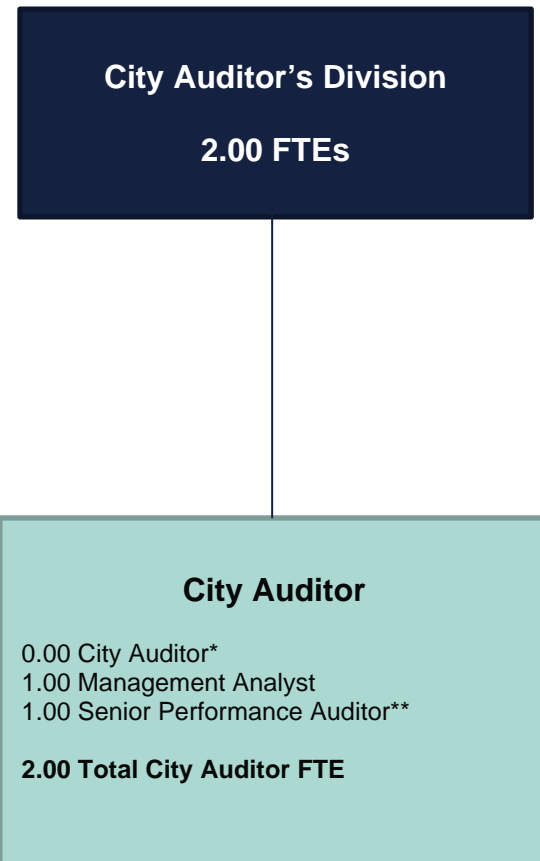 City Auditor’s Division
2.00 FTEs
City Auditor
0.00 City Auditor*
1.00 Management Analyst
1.00 Senior Performance Auditor**
2.00 Total City Auditor FTE